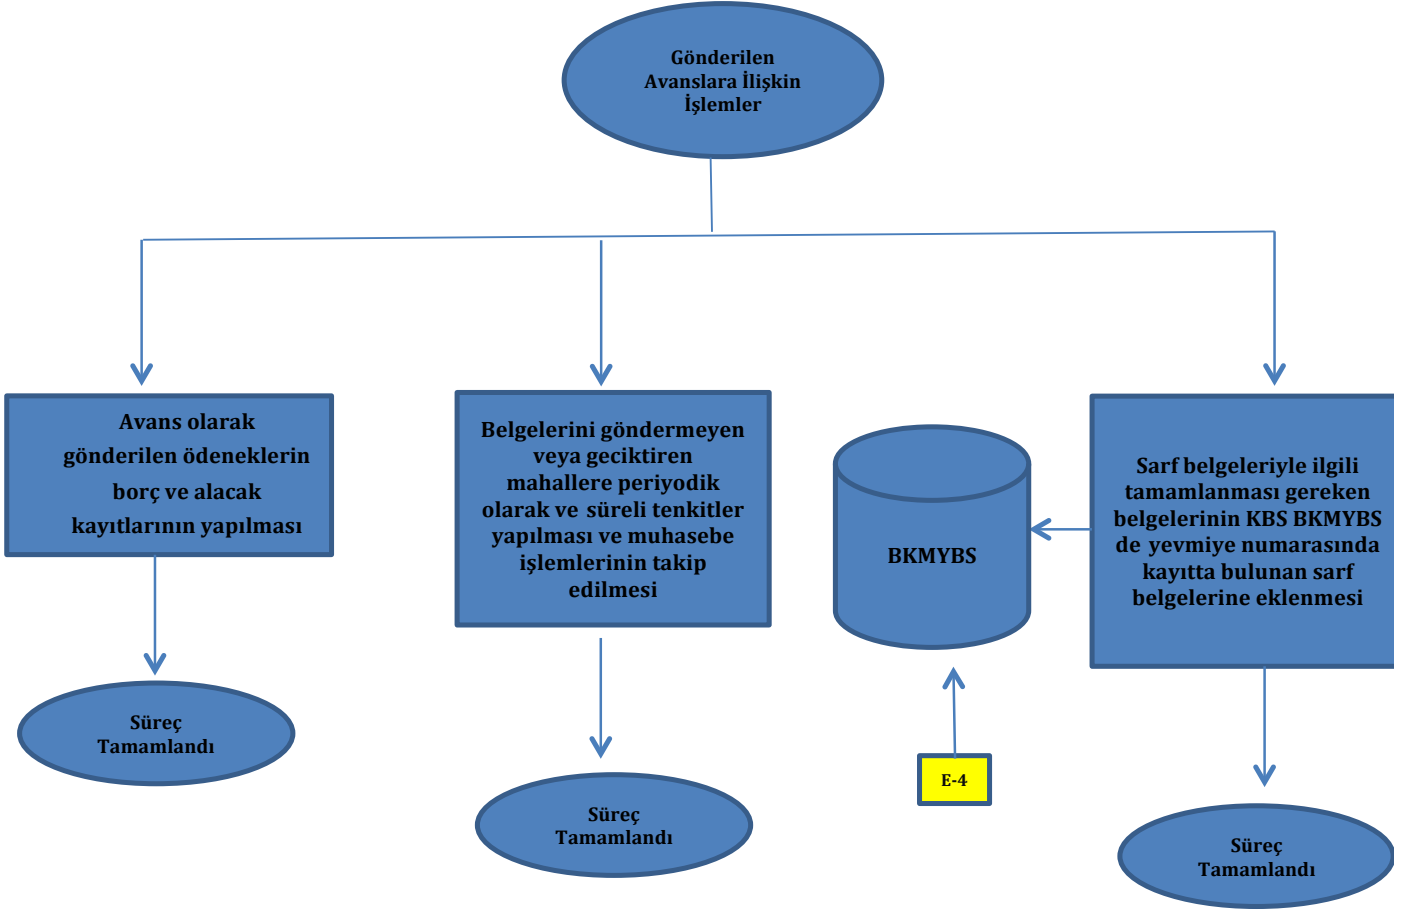 Gönderilen
Avanslara İlişkin
İşlemler
Avans olarak
gönderilen ödeneklerin
borç ve alacak
kayıtlarının yapılması
Belgelerini göndermeyen
veya geciktiren
mahallere periyodik
olarak ve süreli tenkitler
yapılması ve muhasebe
işlemlerinin takip
edilmesi
BKMYBS
Sarf belgeleriyle ilgili
tamamlanması gereken
belgelerinin KBS BKMYBS
de yevmiye numarasında
kayıtta bulunan sarf
belgelerine eklenmesi
Süreç
Tamamlandı
Süreç
Tamamlandı
E-4
Süreç
Tamamlandı